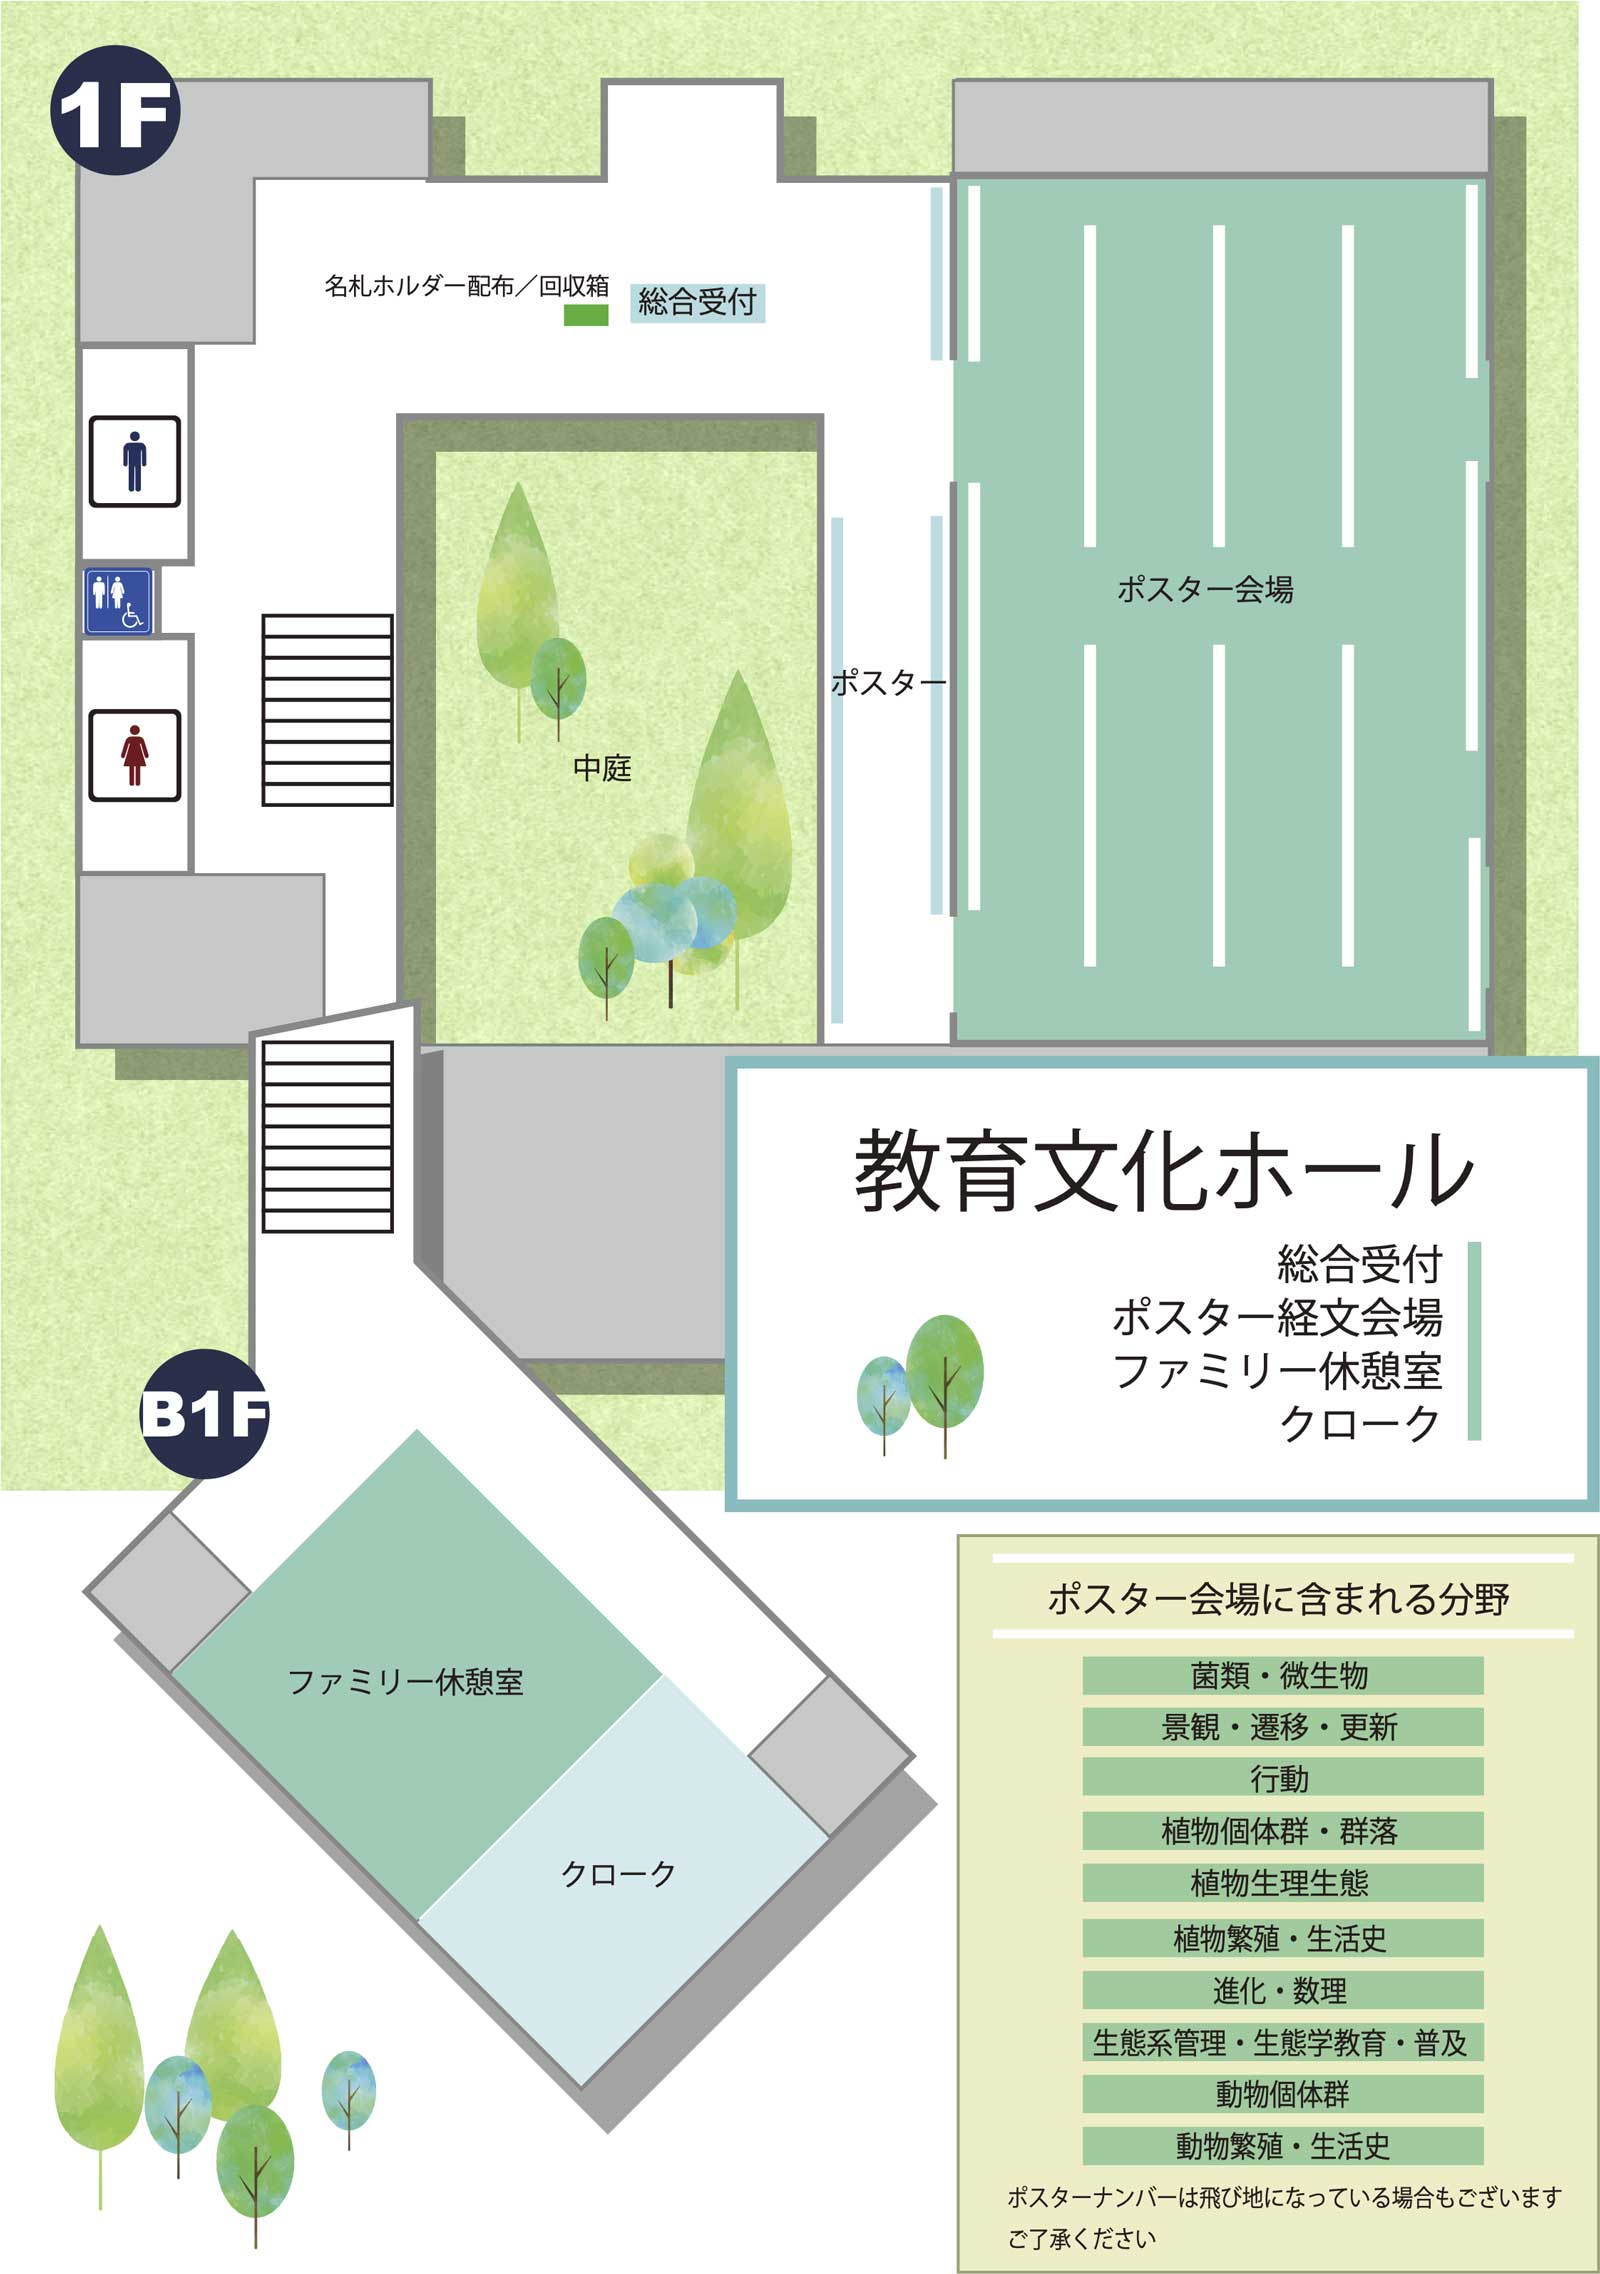 1F
名札ホルダー配布／回収箱
総合受付
ポスター会場
ポスター
中庭
教育文化ホール
総合受付
ポスター経文会場
ファミリー休憩室
クローク
B1F
ファミリー休憩室
クローク
ポスター会場に含まれる分野
菌類・微生物
景観・遷移・更新
行動
植物個体群・群落
植物生理生態
植物繁殖・生活史
進化・数理
生態系管理・生態学教育・普及
動物個体群
動物繁殖・生活史
ポスターナンバーは飛び地になっている場合もございます
ご了承ください